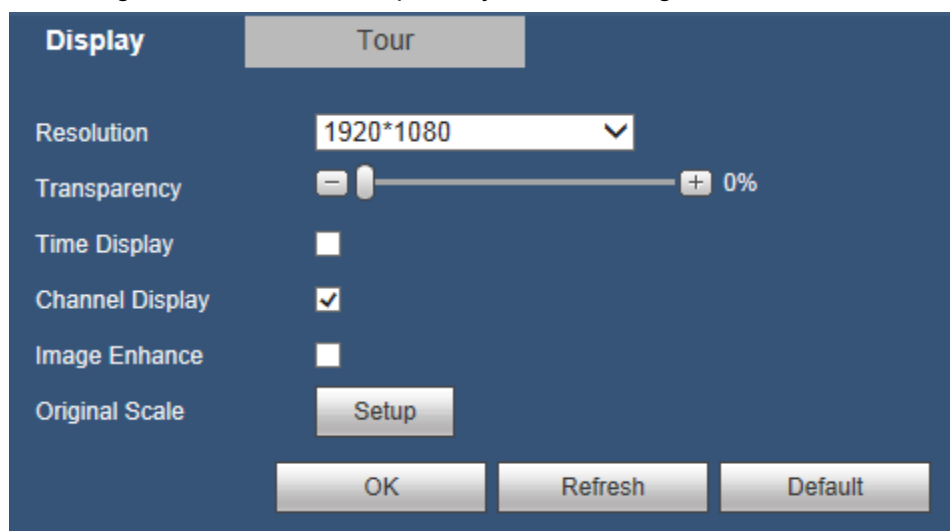 Display Tour
Resolution 1920*1080
Transparency 0%
Time Display
Channel Display
Image Enhance
Original Scale Setup
OK Refresh Default